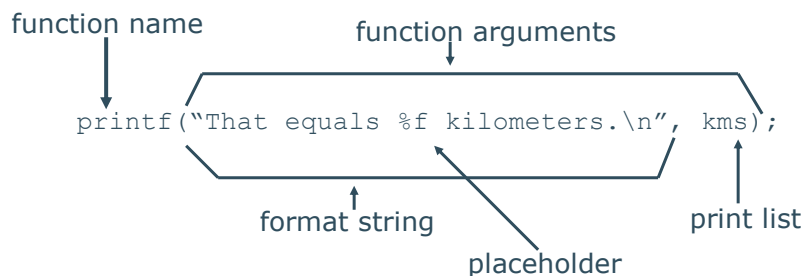 function name
function arguments
printf(“That equals %f kilometers.\n”, kms);
format string
print list
placeholder